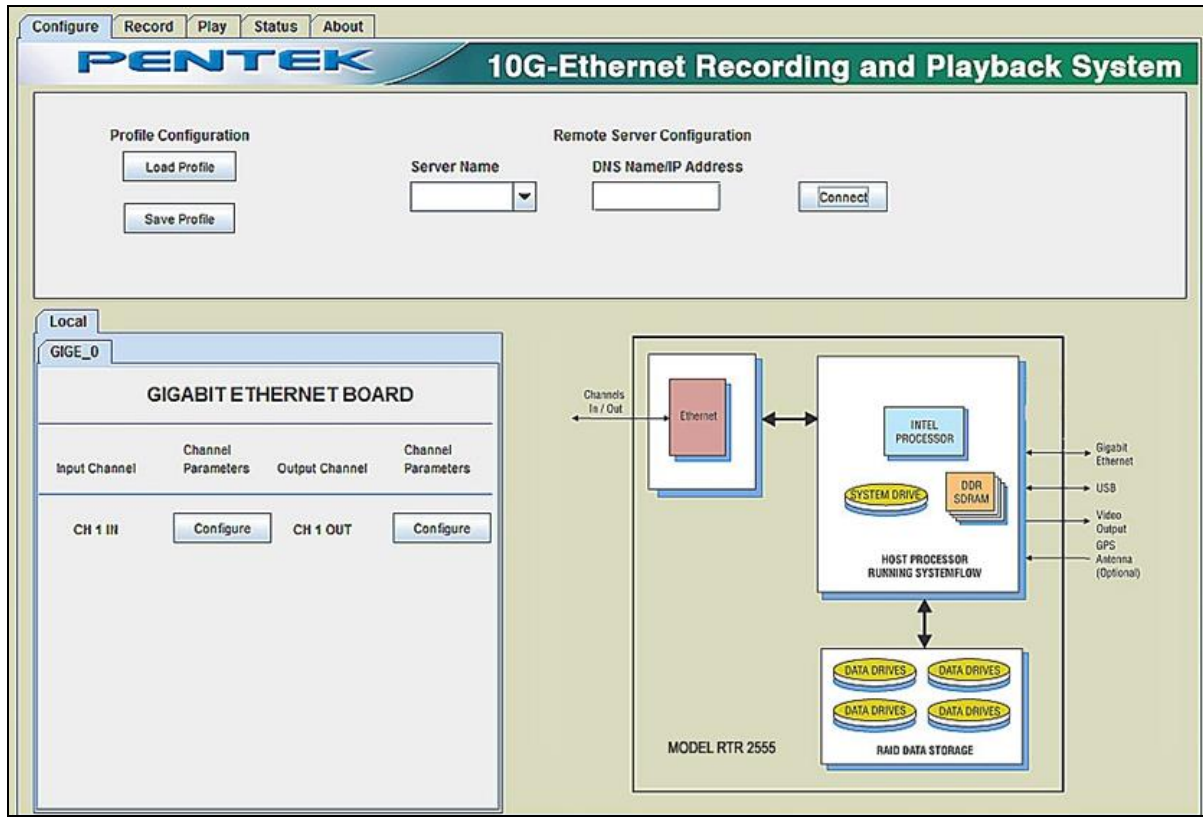 Configure Record Play Status About
PENTEK 10G-Ethernet Recording and Playback System
Profile Configuration
Load Profile
Save Profile
Remote Server Configuration
Server Name DNS Name/IP Address
Connect
Local
GIGE_0
GIGABIT ETHERNET BOARD
Input Channel
Channel
Parameters
Output Channel
Channel
Parameters
CH 1 IN Configure CH 1 OUT Configure
Channels
In / Out
Ethernet
INTEL
PROCESSOR
SYSTEM DRIVE
DDR
SDRAM
HOST PROCESSOR
RUNNING SYSTEMFLOW
Gigabit
Ethernet
USB
Video
Output
GPS
Antenna
(Optional)
DATA DRIVES DATA DRIVES
DATA DRIVES DATA DRIVES
RAID DATA STORAGE
MODEL RTR 2555